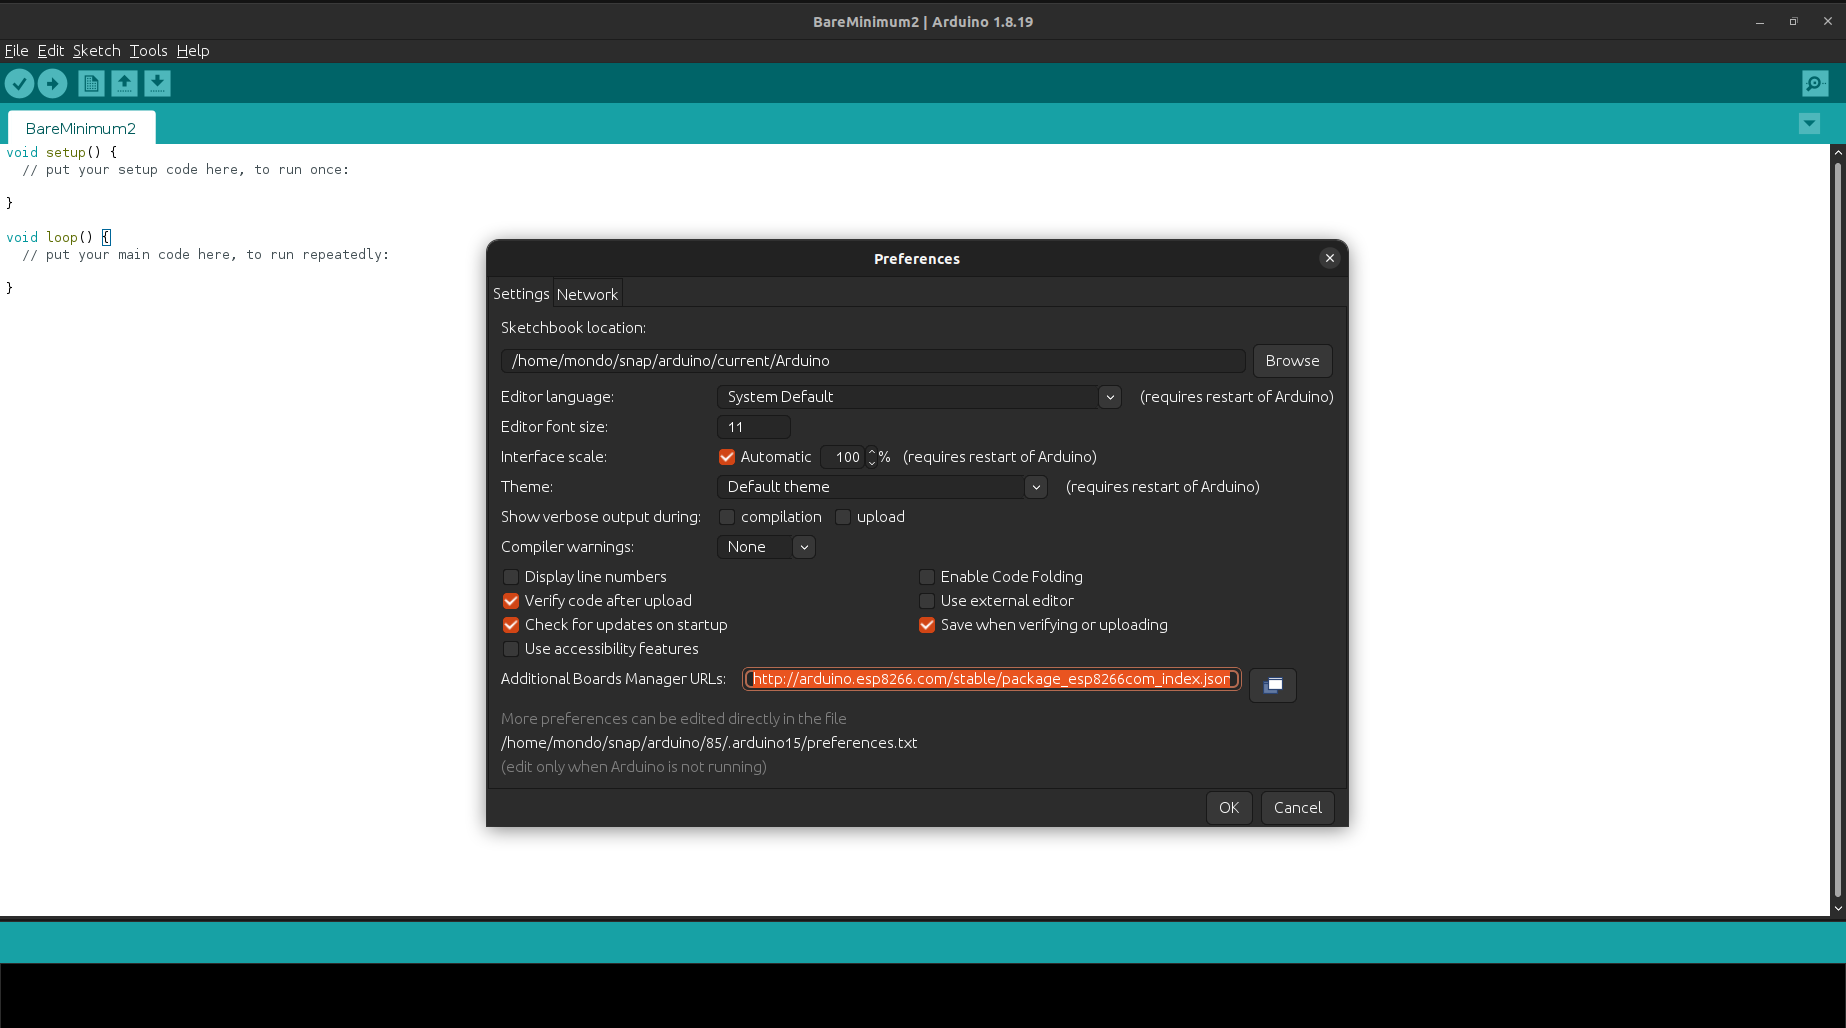 BareMinimum2 | Arduino 1.8.19
File Edit Sketch Tools Help
BareMinimum2
void setup() {
// put your setup code here, to run once:
}
void loop() {
// put your main code here, to run repeatedly:
}
Preferences
Settings Network
Sketchbook location:
/home/mondo/snap/arduino/current/Arduino Browse
Editor language: System Default (requires restart of Arduino)
Editor font size: 11
Interface scale: Automatic 100 % (requires restart of Arduino)
Theme: Default theme (requires restart of Arduino)
Show verbose output during: compilation upload
Compiler warnings: None
Display line numbers Enable Code Folding
Verify code after upload Use external editor
Check for updates on startup Save when verifying or uploading
Use accessibility features
Additional Boards Manager URLs: http://arduino.esp8266.com/stable/package_esp8266com_index.json
More preferences can be edited directly in the file
/home/mondo/snap/arduino/85/.arduino15/preferences.txt
(edit only when Arduino is not running)
OK Cancel